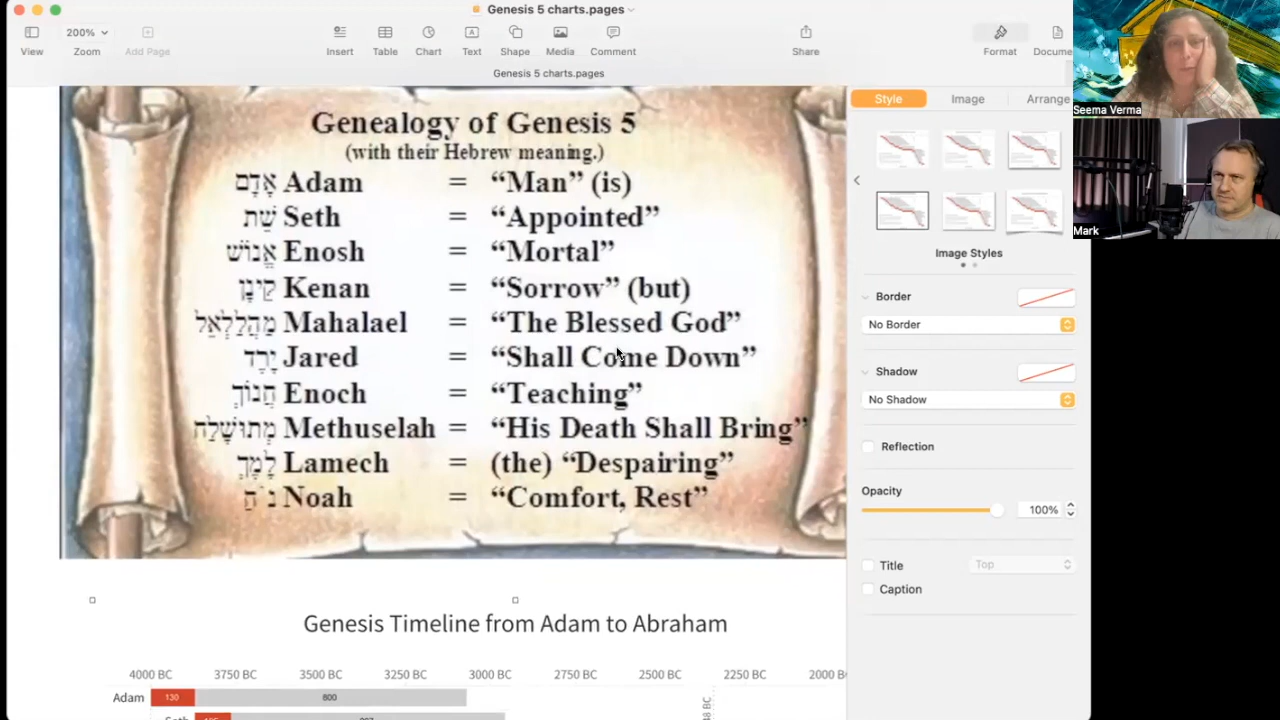 Genesis 5 charts.pages
200%
View
Zoom
Add Page
Insert
Table
Chart
Text
Shape
Media
Comment
Share
Format
Genesis 5 charts.pages
Genealogy of Genesis 5
(with their Hebrew meaning.)
אָדָם Adam = “Man” (is)
שֵׁת Seth = “Appointed”
אֱנוֹשׁ Enosh = “Mortal”
קֵינָן Kenan = “Sorrow” (but)
מַהֲלַלְאֵל Mahalael = “The Blessed God”
יָרֶד Jared = “Shall Come Down”
חֲנוֹךְ Enoch = “Teaching”
מְתוּשֶׁלַח Methuselah = “His Death Shall Bring”
לָמֶךְ Lamech = (the) “Despairing”
נֹחַ Noah = “Comfort, Rest”
Genesis Timeline from Adam to Abraham
4000 BC 3750 BC 3500 BC 3250 BC 3000 BC 2750 BC 2500 BC 2250 BC 2000 B
Adam 130 800
Seth
Style
Image
Arrange
Image Styles
Border
No Border
Shadow
No Shadow
Reflection
Opacity
100%
Title
Top
Caption
Seema Verma
Mark